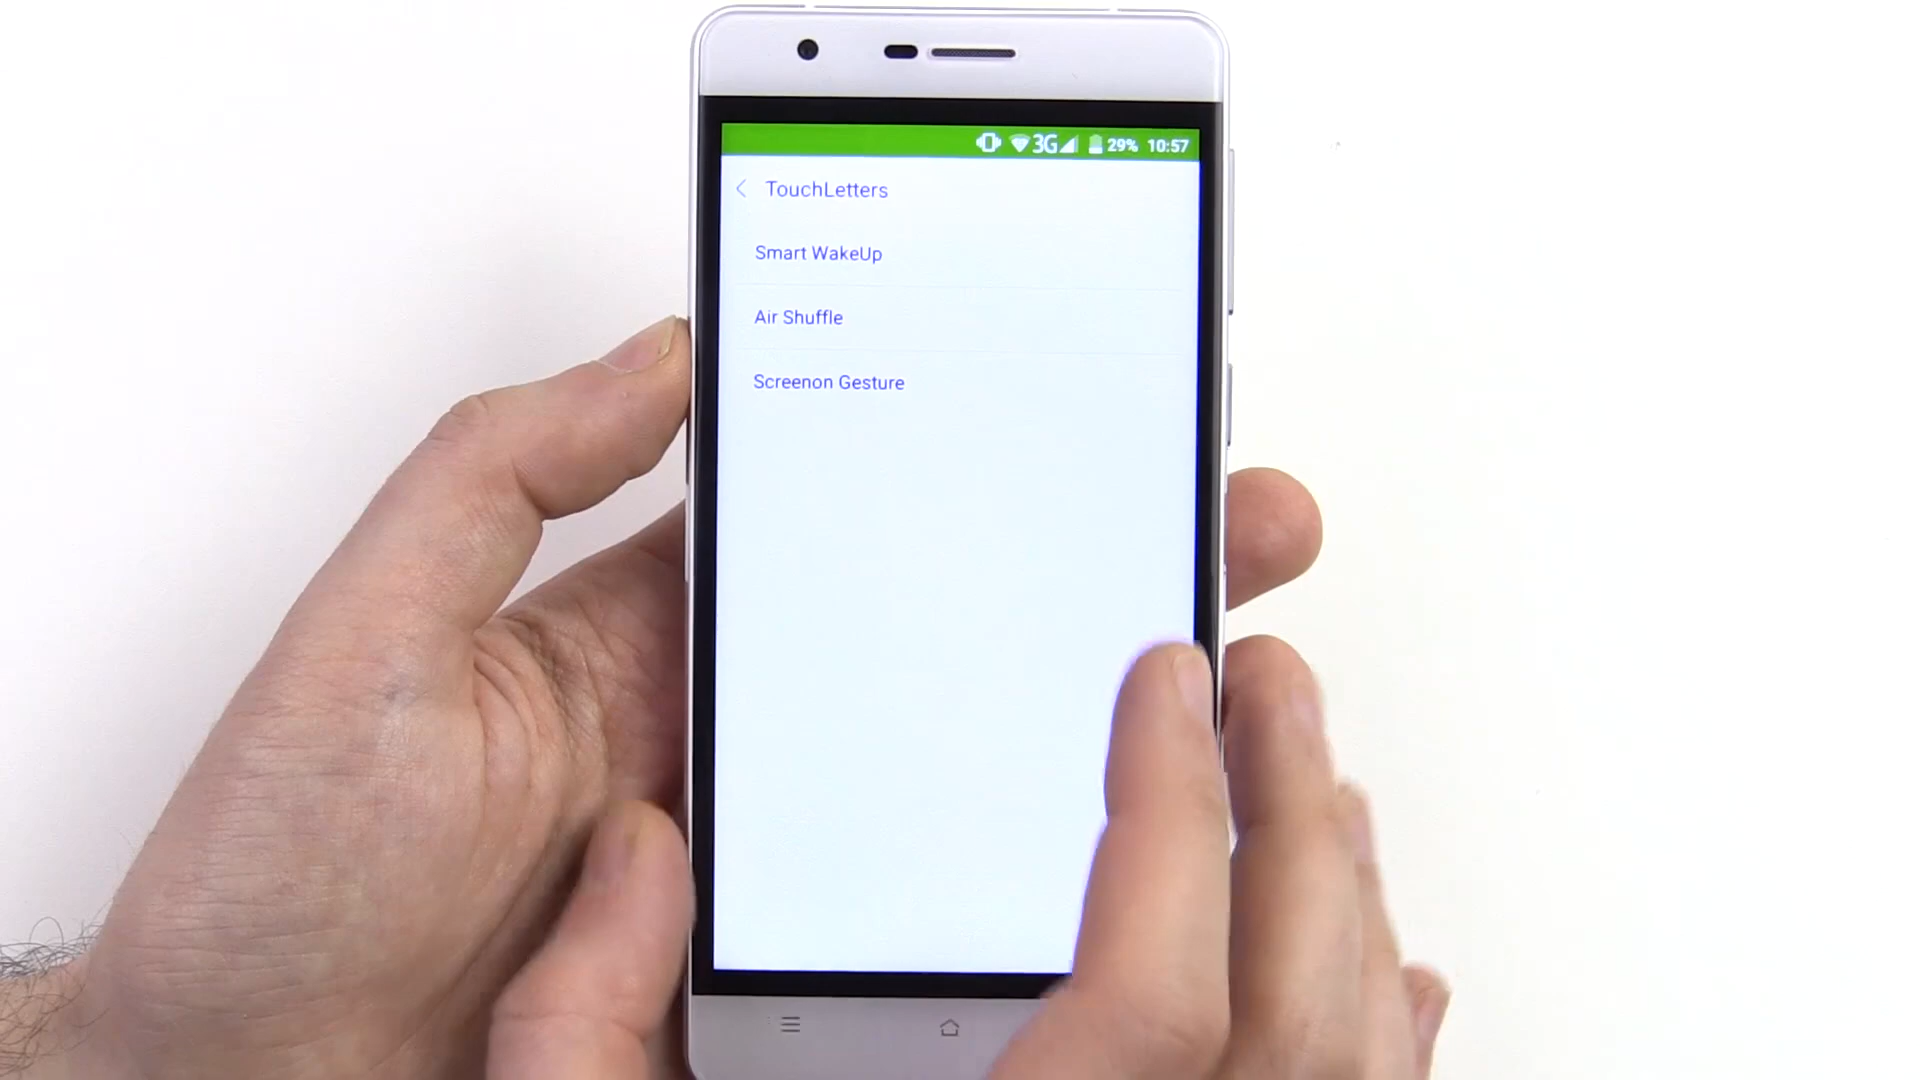 3G 29% 10:57
TouchLetters
Smart WakeUp
Air Shuffle
Screenon Gesture